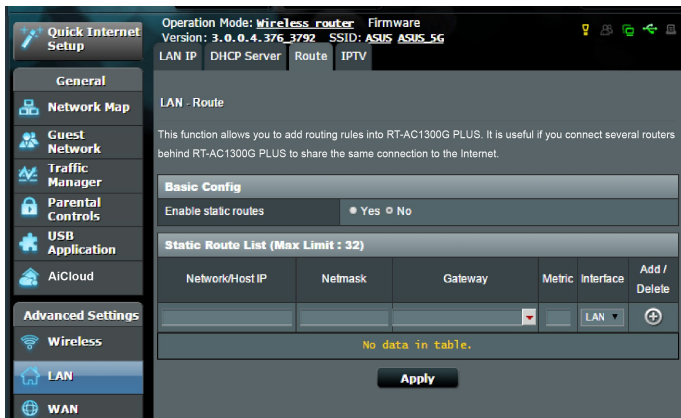 Quick Internet
Setup
General
Network Map
Guest
Network
Traffic
Manager
Parental
Controls
USB
Application
AiCloud
Advanced Settings
Wireless
LAN
WAN
Operation Mode: Wireless router Firmware
Version: 3.0.0.4.376_3792 SSID: ASUS ASUS_5G
LAN IP DHCP Server Route IPTV
LAN - Route
This function allows you to add routing rules into RT-AC1300G PLUS. It is useful if you connect several routers
behind RT-AC1300G PLUS to share the same connection to the Internet.
Basic Config
Enable static routes Yes No
Static Route List (Max Limit : 32)
Network/Host IP Netmask Gateway Metric Interface Add /
Delete
LAN
No data in table.
Apply